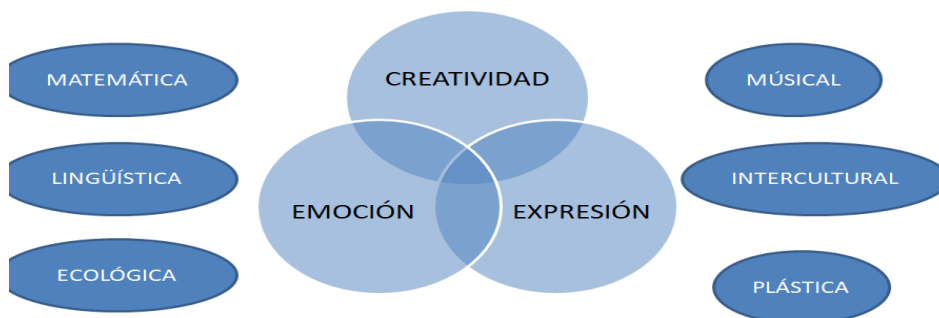 MATEMÁTICA
LINGÜÍSTICA
ECOLÓGICA
CREATIVIDAD
EMOCIÓN
EXPRESIÓN
MÚSICAL
INTERCULTURAL
PLÁSTICA